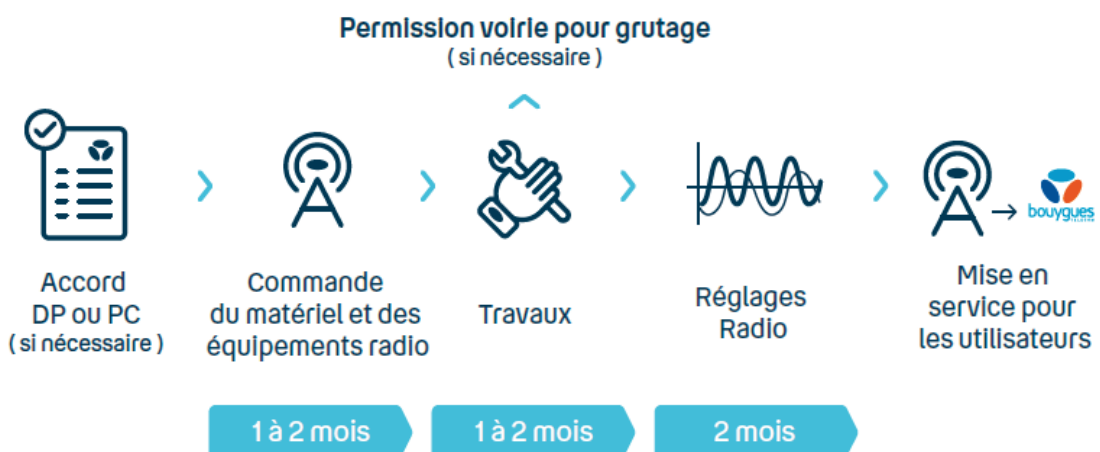 Permission voirie pour grutage
( si nécessaire )
Accord
DP ou PC
( si nécessaire )
Commande
du matériel et des
équipements radio
Travaux
Réglages
Radio
bouygues
TELECOM
Mise en
service pour
les utilisateurs
1 à 2 mois
1 à 2 mois
2 mois